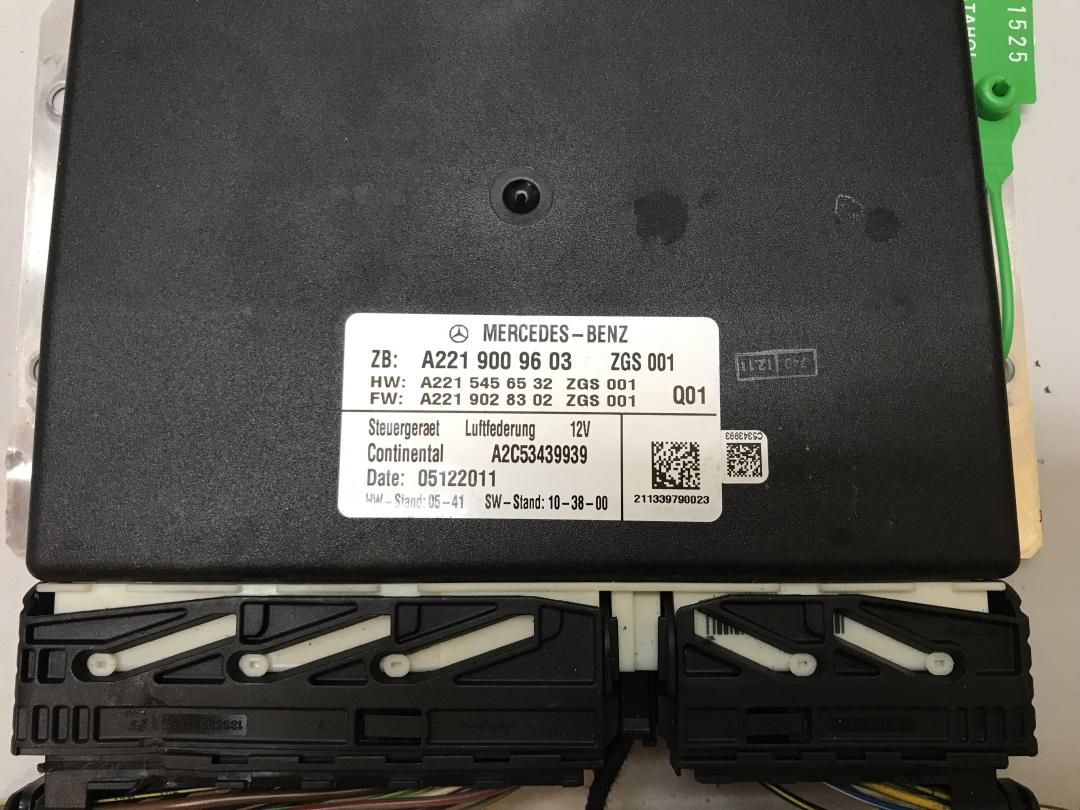 1525
MERCEDES-BENZ
ZB: A221 900 96 03 ZGS 001
HW: A221 545 65 32 ZGS 001
FW: A221 902 83 02 ZGS 001 Q01
Steuergeraet Luftfederung 12V
Continental A2C53439939
Date: 05122011
HW-Stand: 05-41 SW-Stand: 10-38-00
211339790023
C5343993
12.11